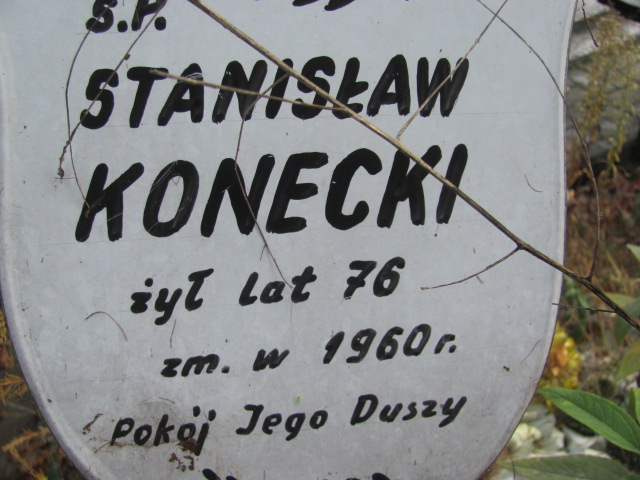 Ś.P.
STANISŁAW
KONECKI
żył lat 76
zm. w 1960 r.
Pokój Jego Duszy